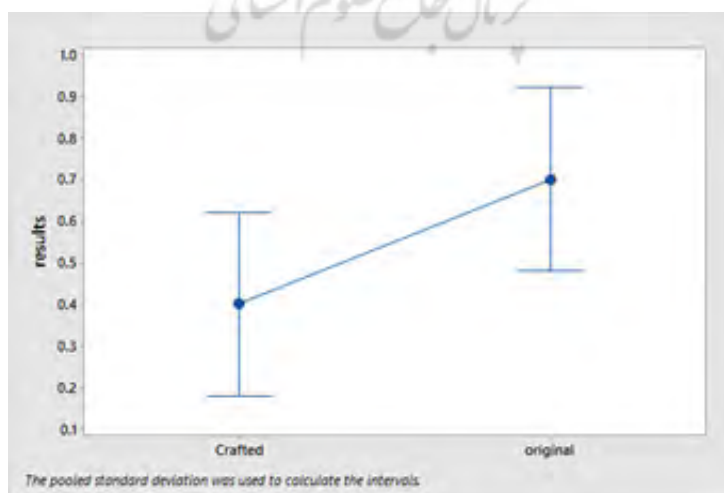 1.0
0.9
0.8
0.7
0.6
0.5
0.4
0.3
0.2
0.1
results
Crafted
original
The pooled standard deviation was used to calculate the intervals.